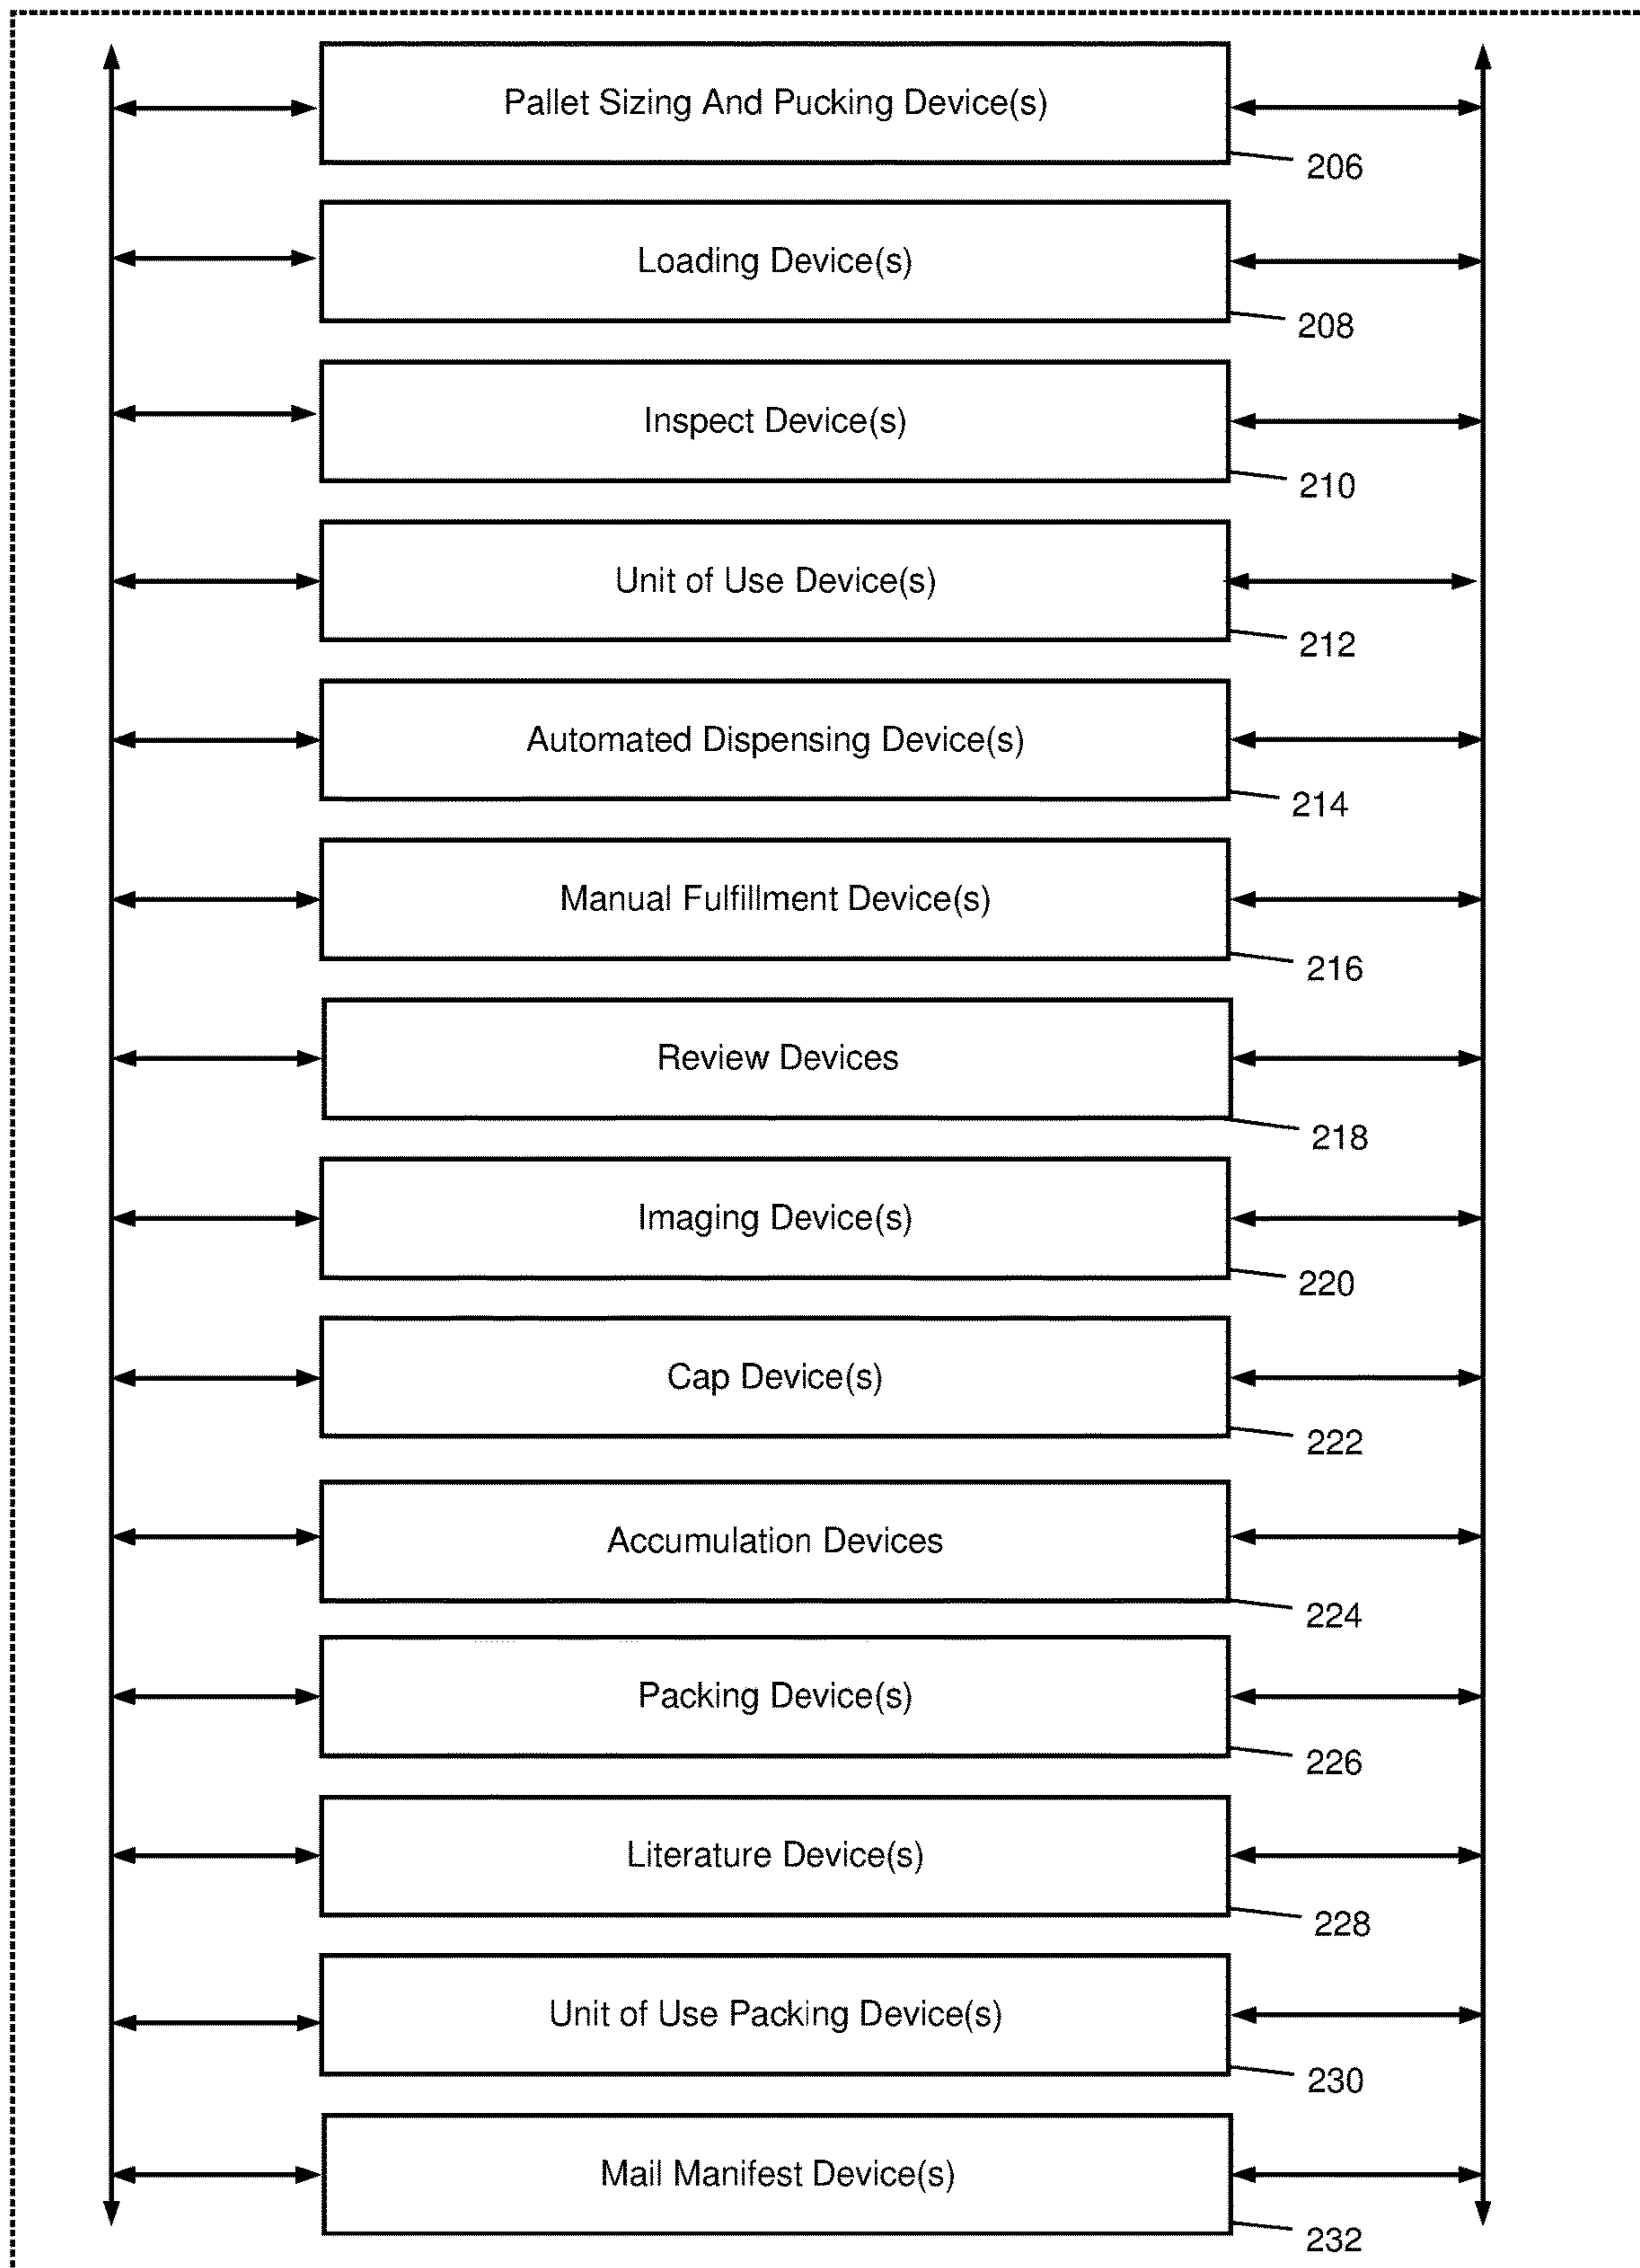 Pallet Sizing And Pucking Device(s)
206
Loading Device(s)
208
Inspect Device(s)
210
Unit of Use Device(s)
212
Automated Dispensing Device(s)
214
Manual Fulfillment Device(s)
216
Review Devices
218
Imaging Device(s)
220
Cap Device(s)
222
Accumulation Devices
224
Packing Device(s)
226
Literature Device(s)
228
Unit of Use Packing Device(s)
230
Mail Manifest Device(s)
232